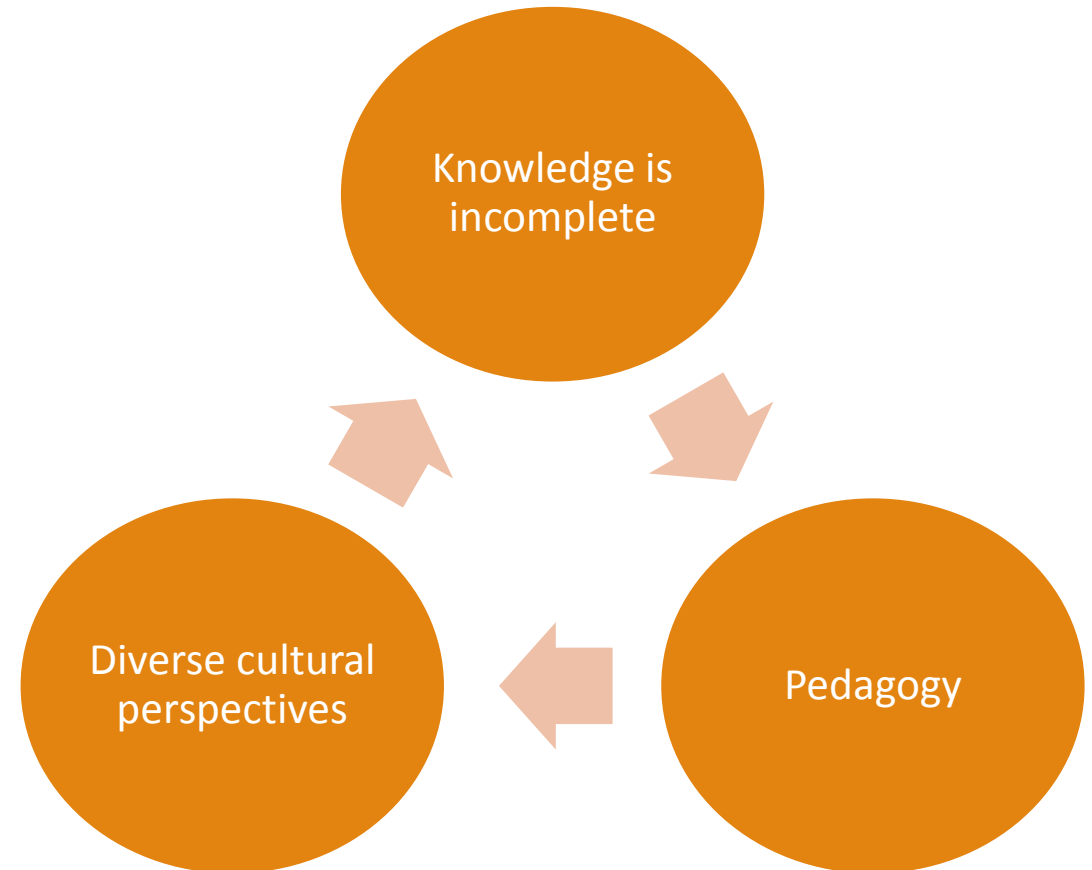 Knowledge is
incomplete
Diverse cultural
perspectives
Pedagogy